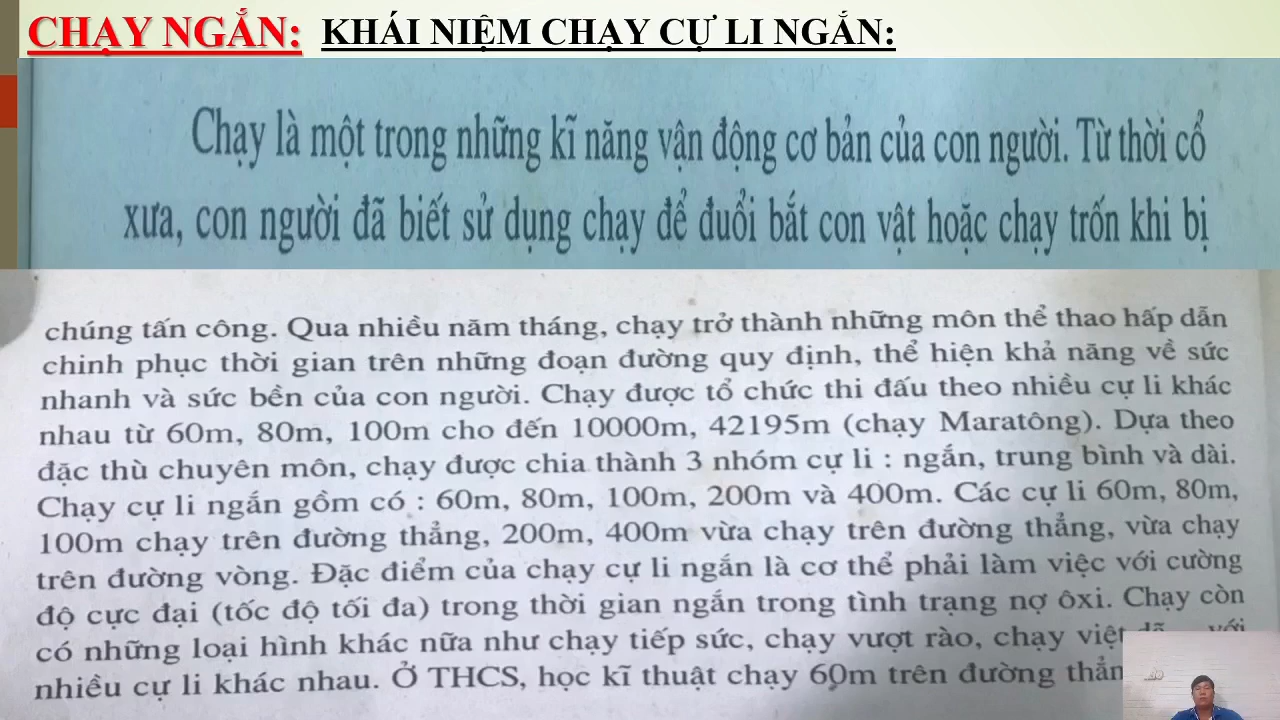 CHẠY NGẮN: KHÁI NIỆM CHẠY CỰ LI NGẮN:
Chạy là một trong những kĩ năng vận động cơ bản của con người. Từ thời cổ
xưa, con người đã biết sử dụng chạy để đuổi bắt con vật hoặc chạy trốn khi bị
chúng tấn công. Qua nhiều năm tháng, chạy trở thành những môn thể thao hấp dẫn
chinh phục thời gian trên những đoạn đường quy định, thể hiện khả năng về sức
nhanh và sức bền của con người. Chạy được tổ chức thi đấu theo nhiều cự li khác
nhau từ 60m, 80m, 100m cho đến 10000m, 42195m (chạy Maratông). Dựa theo
đặc thù chuyên môn, chạy được chia thành 3 nhóm cự li : ngắn, trung bình và dài.
Chạy cự li ngắn gồm có : 60m, 80m, 100m, 200m và 400m. Các cự li 60m, 80m,
100m chạy trên đường thẳng, 200m, 400m vừa chạy trên đường thẳng, vừa chạy
trên đường vòng. Đặc điểm của chạy cự li ngắn là cơ thể phải làm việc với cường
độ cực đại (tốc độ tối đa) trong thời gian ngắn trong tình trạng nợ ôxi. Chạy còn
có những loại hình khác nữa như chạy tiếp sức, chạy vượt rào, chạy việt với
nhiều cự li khác nhau. Ở THCS, học kĩ thuật chạy 60m trên đường